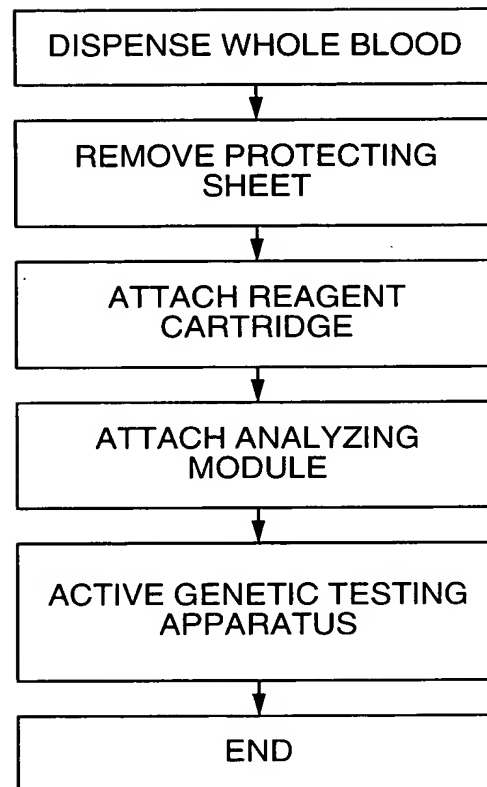 DISPENSE WHOLE BLOOD
REMOVE PROTECTING
SHEET
ATTACH REAGENT
CARTRIDGE
ATTACH ANALYZING
MODULE
ACTIVE GENETIC TESTING
APPARATUS
END